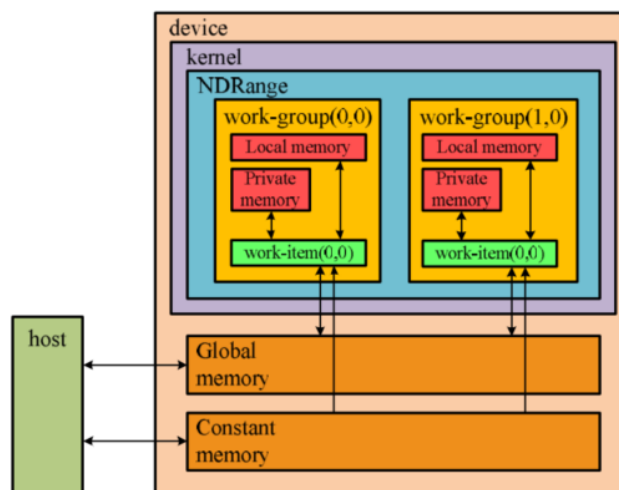 device
kernel
NDRange
work-group(0,0)
work-group(1,0)
Local memory
Local memory
Private
memory
Private
memory
work-item(0,0)
work-item(0,0)
host
Global
memory
Constant
memory